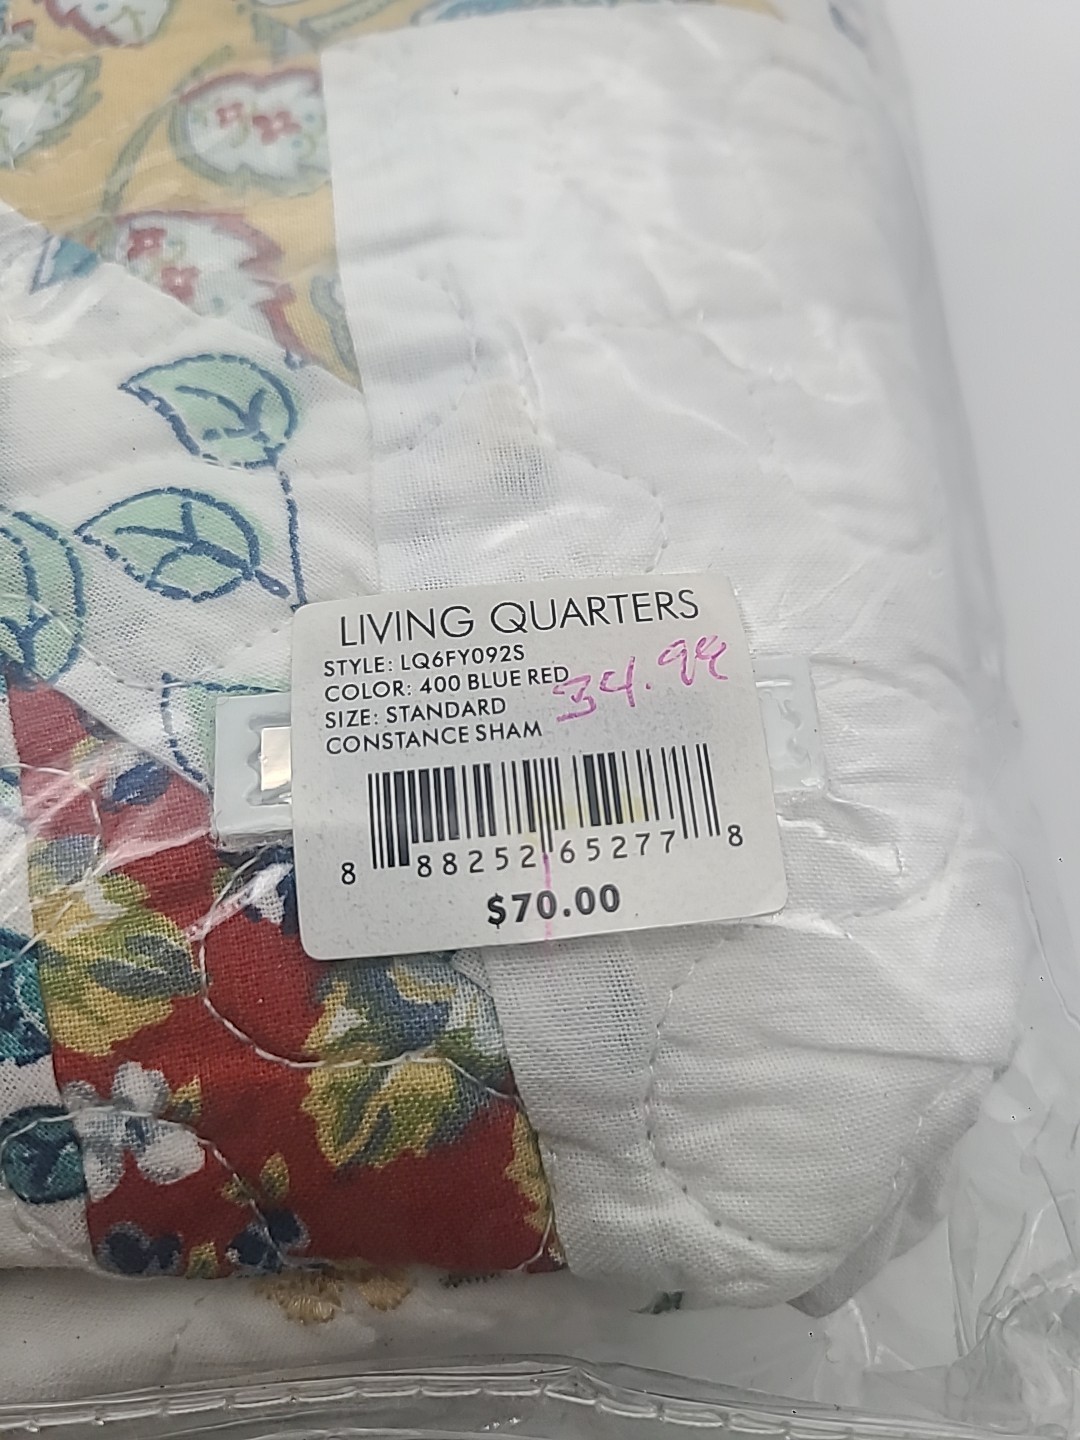 LIVING QUARTERS
STYLE: LQ6FY092S
COLOR: 400 BLUE RED
34.99
SIZE: STANDARD
CONSTANCE SHAM
8 88252 65277 8
$70.00